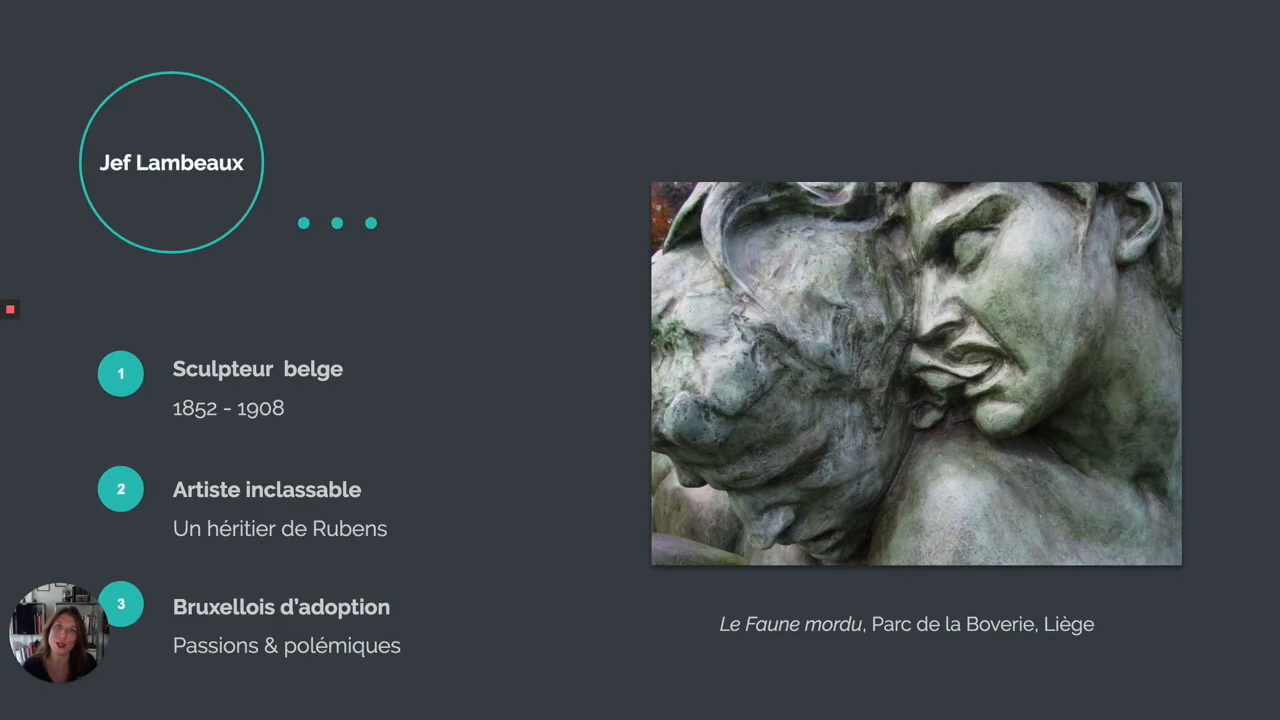 Jef Lambeaux
1
Sculpteur belge
1852 - 1908
2
Artiste inclassable
Un héritier de Rubens
3
Bruxellois d’adoption
Passions & polémiques
Le Faune mordu, Parc de la Boverie, Liège